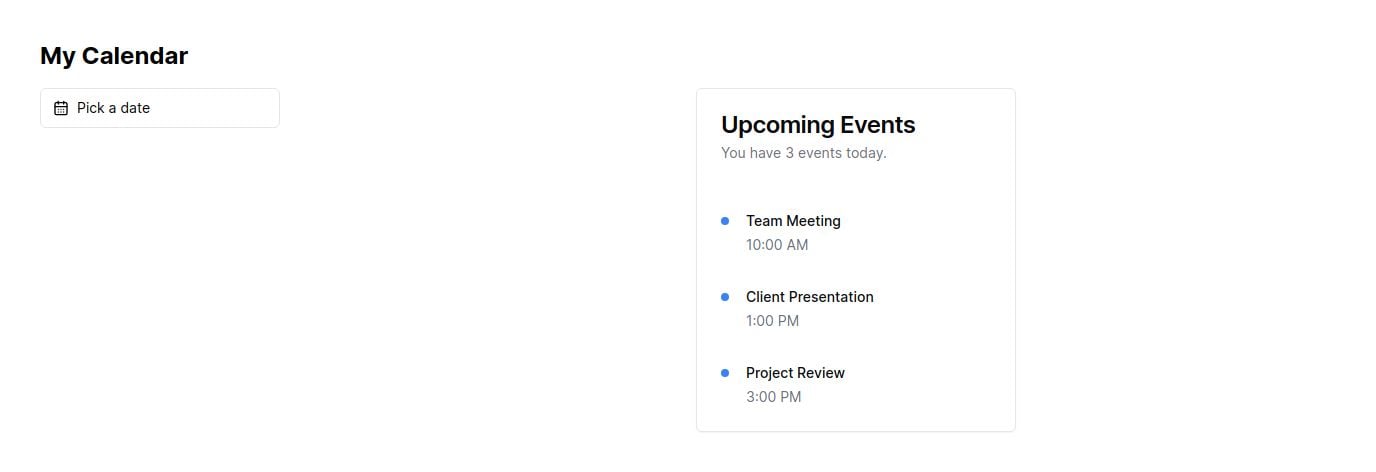 My Calendar
Pick a date
Upcoming Events
You have 3 events today.
Team Meeting
10:00 AM
Client Presentation
1:00 PM
Project Review
3:00 PM